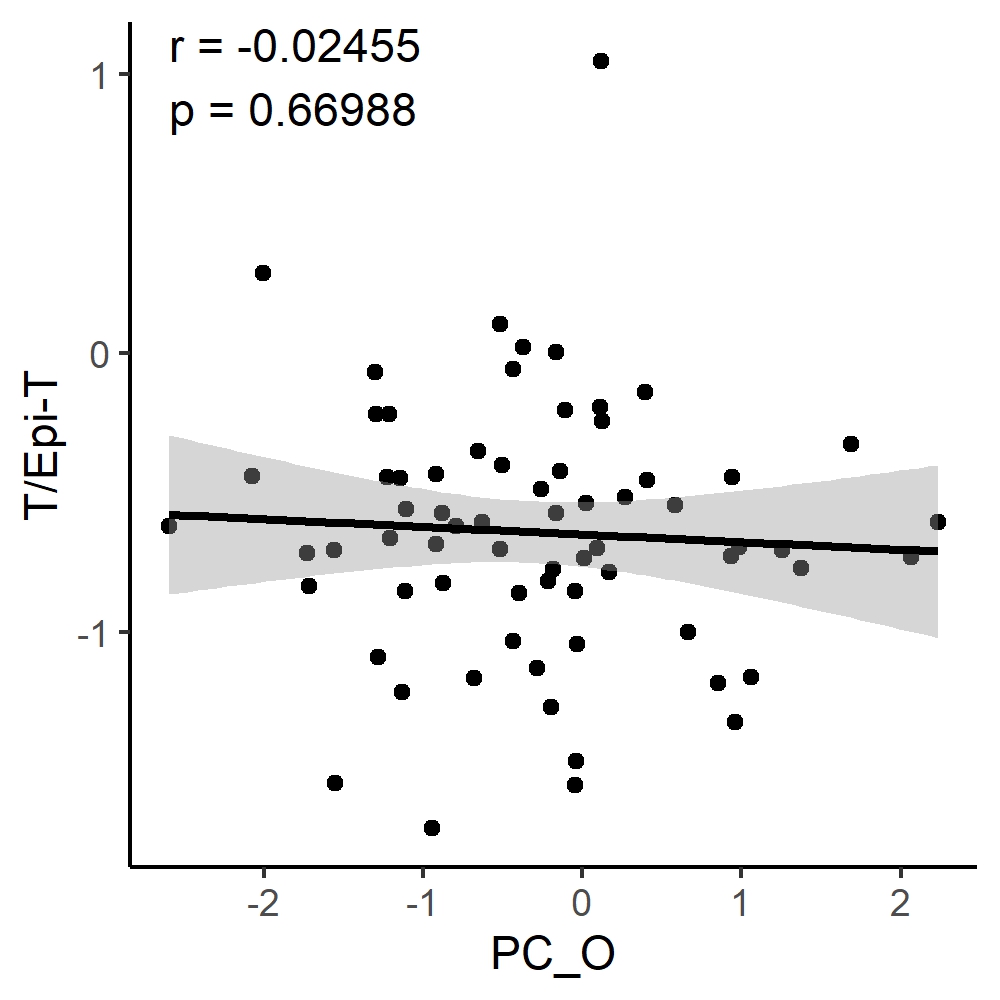 r = -0.02455
p = 0.66988
1
0
-1
T/Epi-T
-2 -1 0 1 2
PC_O